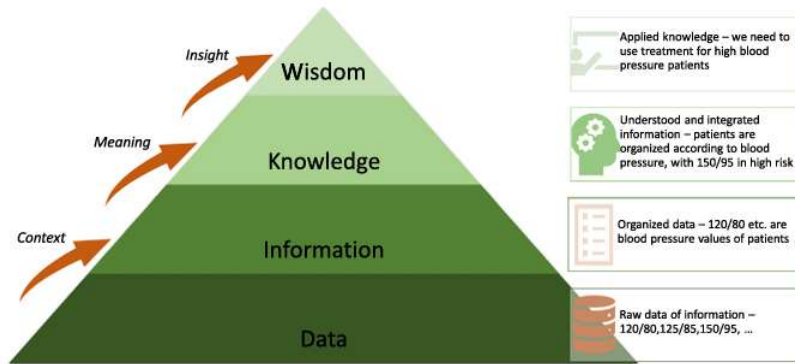 Insight
Wisdom
Applied knowledge – we need to
use treatment for high blood
pressure patients
Meaning
Knowledge
Understood and integrated
information – patients are
organized according to blood
pressure, with 150/95 in high risk
Context
Information
Organized data – 120/80 etc. are
blood pressure values of patients
Data
Raw data of information –
120/80,125/85,150/95, ...